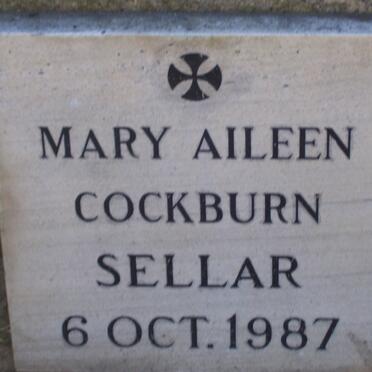 MARY AILEEN
COCKBURN
SELLAR
6 OCT. 1987